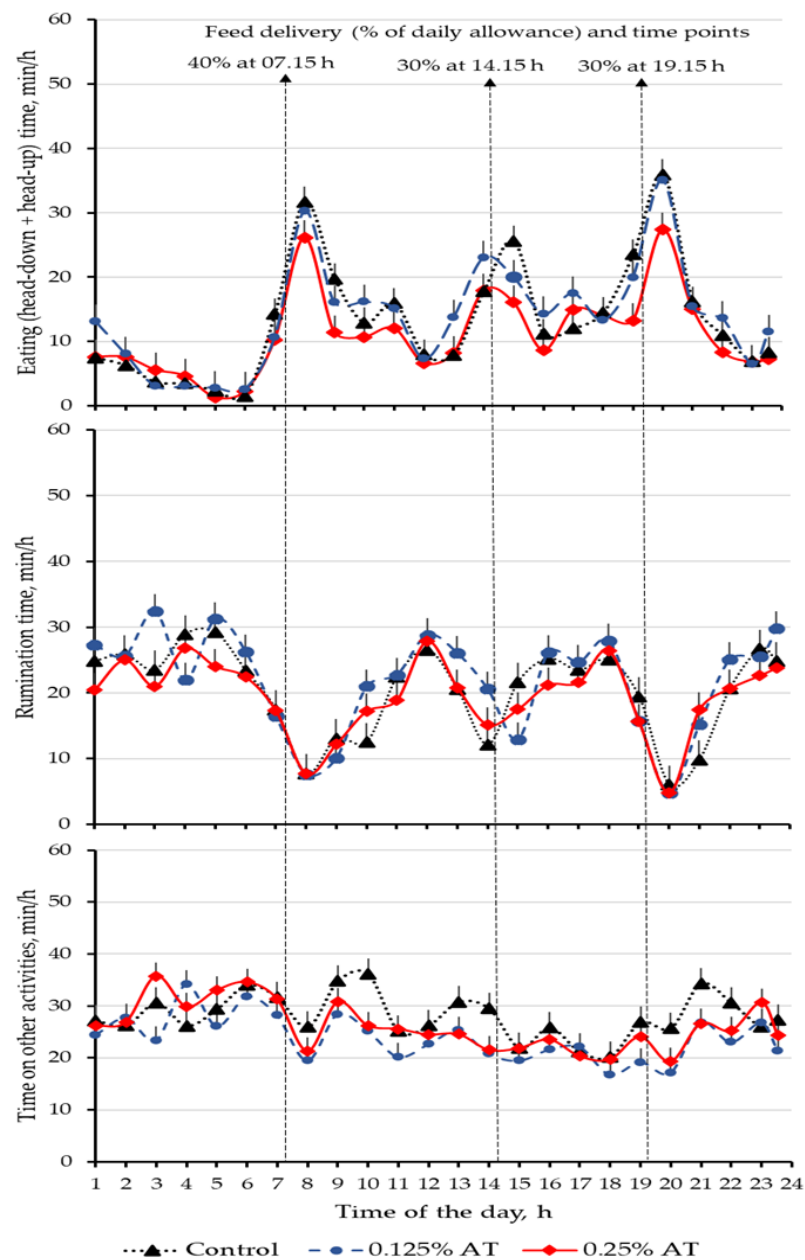 Feed delivery (% of daily allowance) and time points
40% at 07.15 h 30% at 14.15 h 30% at 19.15 h
Eating (head-down + head-up) time, min/h
60
50
40
30
20
10
0
Rumination time, min/h
60
50
40
30
20
10
0
Time on other activities, min/h
60
50
40
30
20
10
0
1 2 3 4 5 6 7 8 9 10 11 12 13 14 15 16 17 18 19 20 21 22 23 24
Time of the day, h
Control 0.125% AT 0.25% AT